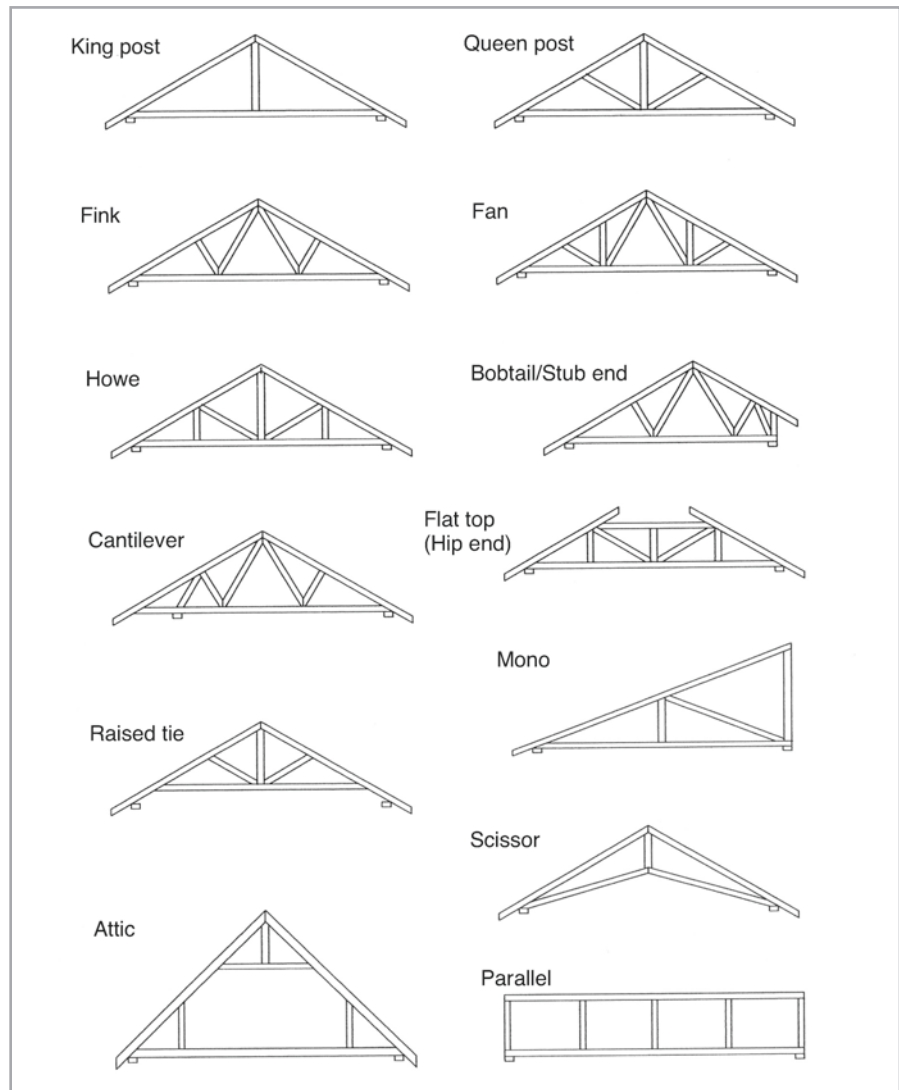 King post
Queen post
Fink
Fan
Howe
Bobtail/Stub end
Cantilever
Flat top
(Hip end)
Mono
Raised tie
Scissor
Attic
Parallel